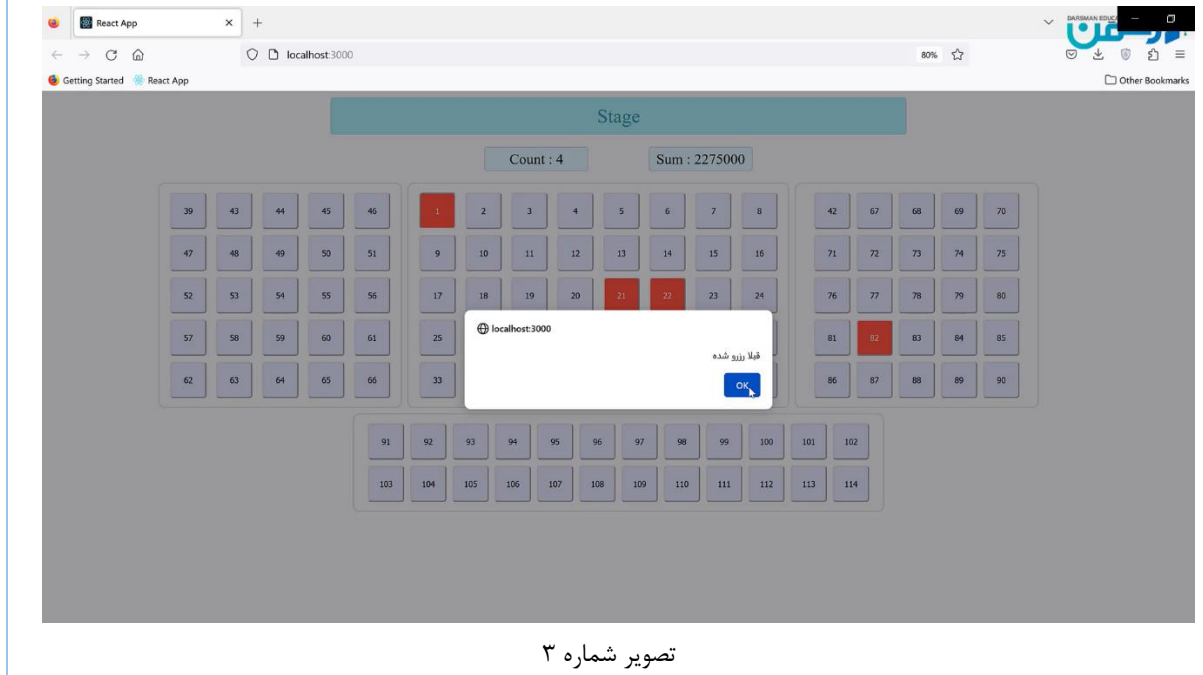 React App
DARSMAN EDUCA
localhost:3000
80%
Getting Started React App Other Bookmarks
Stage
Count : 4 Sum : 2275000
39 43 44 45 46 1 2 3 4 5 6 7 8 42 67 68 69 70
47 48 49 50 51 9 10 11 12 13 14 15 16 71 72 73 74 75
52 53 54 55 56 17 18 19 20 21 22 23 24 76 77 78 79 80
57 58 59 60 61 25 81 82 83 84 85
localhost:3000
قبلا رزرو شده
OK
62 63 64 65 66 33 86 87 88 89 90
91 92 93 94 95 96 97 98 99 100 101 102
103 104 105 106 107 108 109 110 111 112 113 114
تصویر شماره ۳